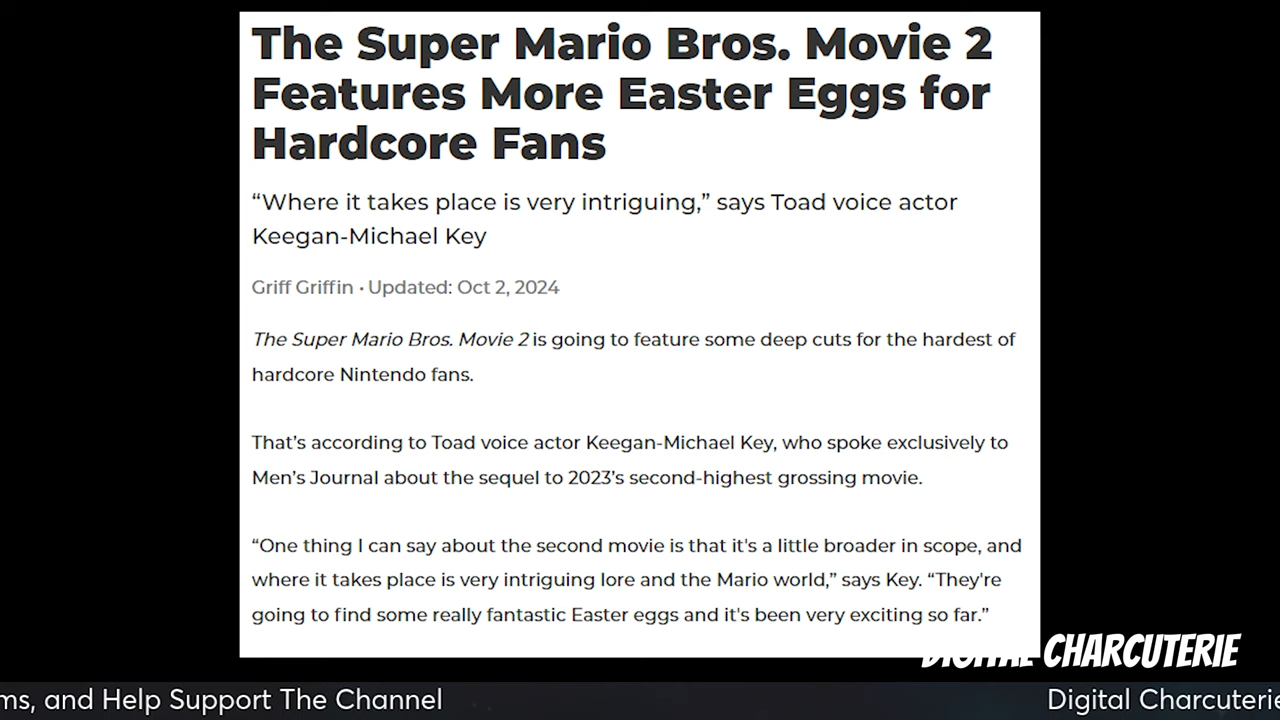 The Super Mario Bros. Movie 2
Features More Easter Eggs for
Hardcore Fans
“Where it takes place is very intriguing,” says Toad voice actor
Keegan-Michael Key
Griff Griffin • Updated: Oct 2, 2024
The Super Mario Bros. Movie 2 is going to feature some deep cuts for the hardest of
hardcore Nintendo fans.
That’s according to Toad voice actor Keegan-Michael Key, who spoke exclusively to
Men’s Journal about the sequel to 2023’s second-highest grossing movie.
“One thing I can say about the second movie is that it's a little broader in scope, and
where it takes place is very intriguing lore and the Mario world,” says Key. “They're
going to find some really fantastic Easter eggs and it's been very exciting so far.”
DIGITAL CHARCUTERIE
and Help Support The Channel
Digital Charcuterie